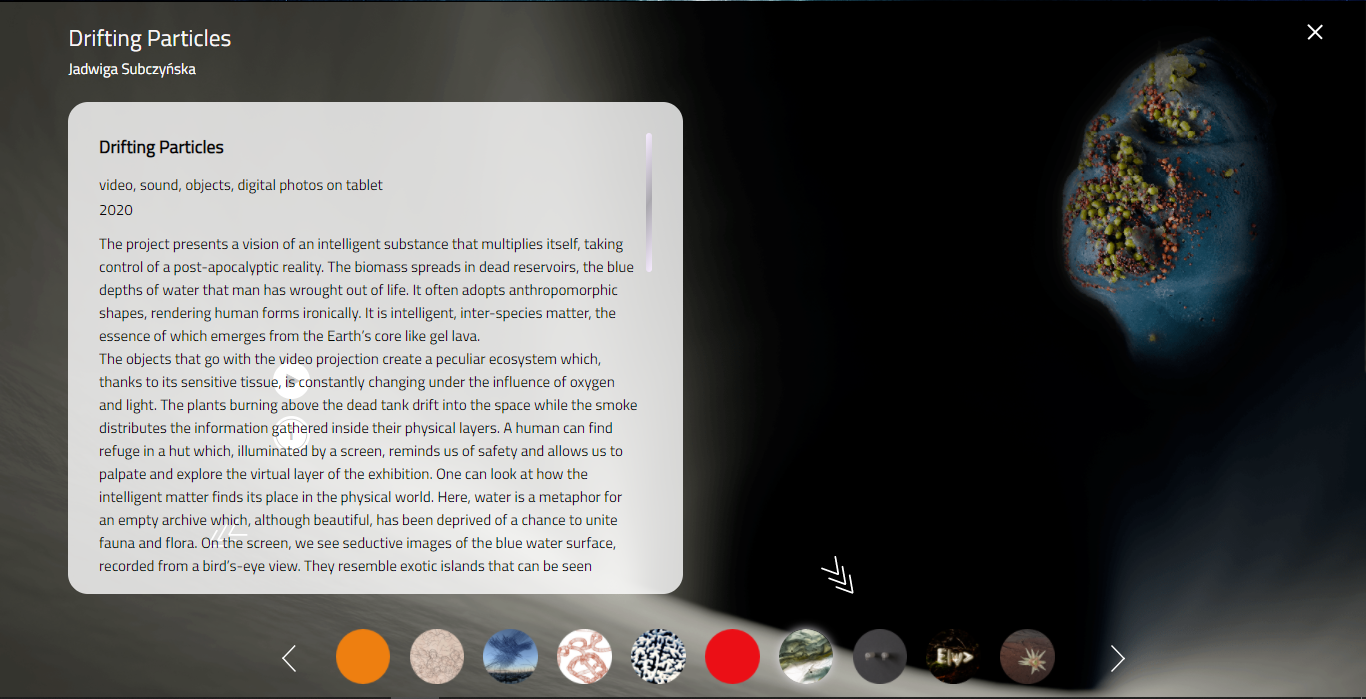 Drifting Particles
Jadwiga Subczyńska
Drifting Particles
video, sound, objects, digital photos on tablet
2020
The project presents a vision of an intelligent substance that multiplies itself, taking
control of a post-apocalyptic reality. The biomass spreads in dead reservoirs, the blue
depths of water that man has wrought out of life. It often adopts anthropomorphic
shapes, rendering human forms ironically. It is intelligent, inter-species matter, the
essence of which emerges from the Earth's core like gel lava.
The objects that go with the video projection create a peculiar ecosystem which,
thanks to its sensitive tissue, is constantly changing under the influence of oxygen
and light. The plants burning above the dead tank drift into the space while the smoke
distributes the information gathered inside their physical layers. A human can find
refuge in a hut which, illuminated by a screen, reminds us of safety and allows us to
palpate and explore the virtual layer of the exhibition. One can look at how the
intelligent matter finds its place in the physical world. Here, water is a metaphor for
an empty archive which, although beautiful, has been deprived of a chance to unite
fauna and flora. On the screen, we see seductive images of the blue water surface,
recorded from a bird's-eye view. They resemble exotic islands that can be seen